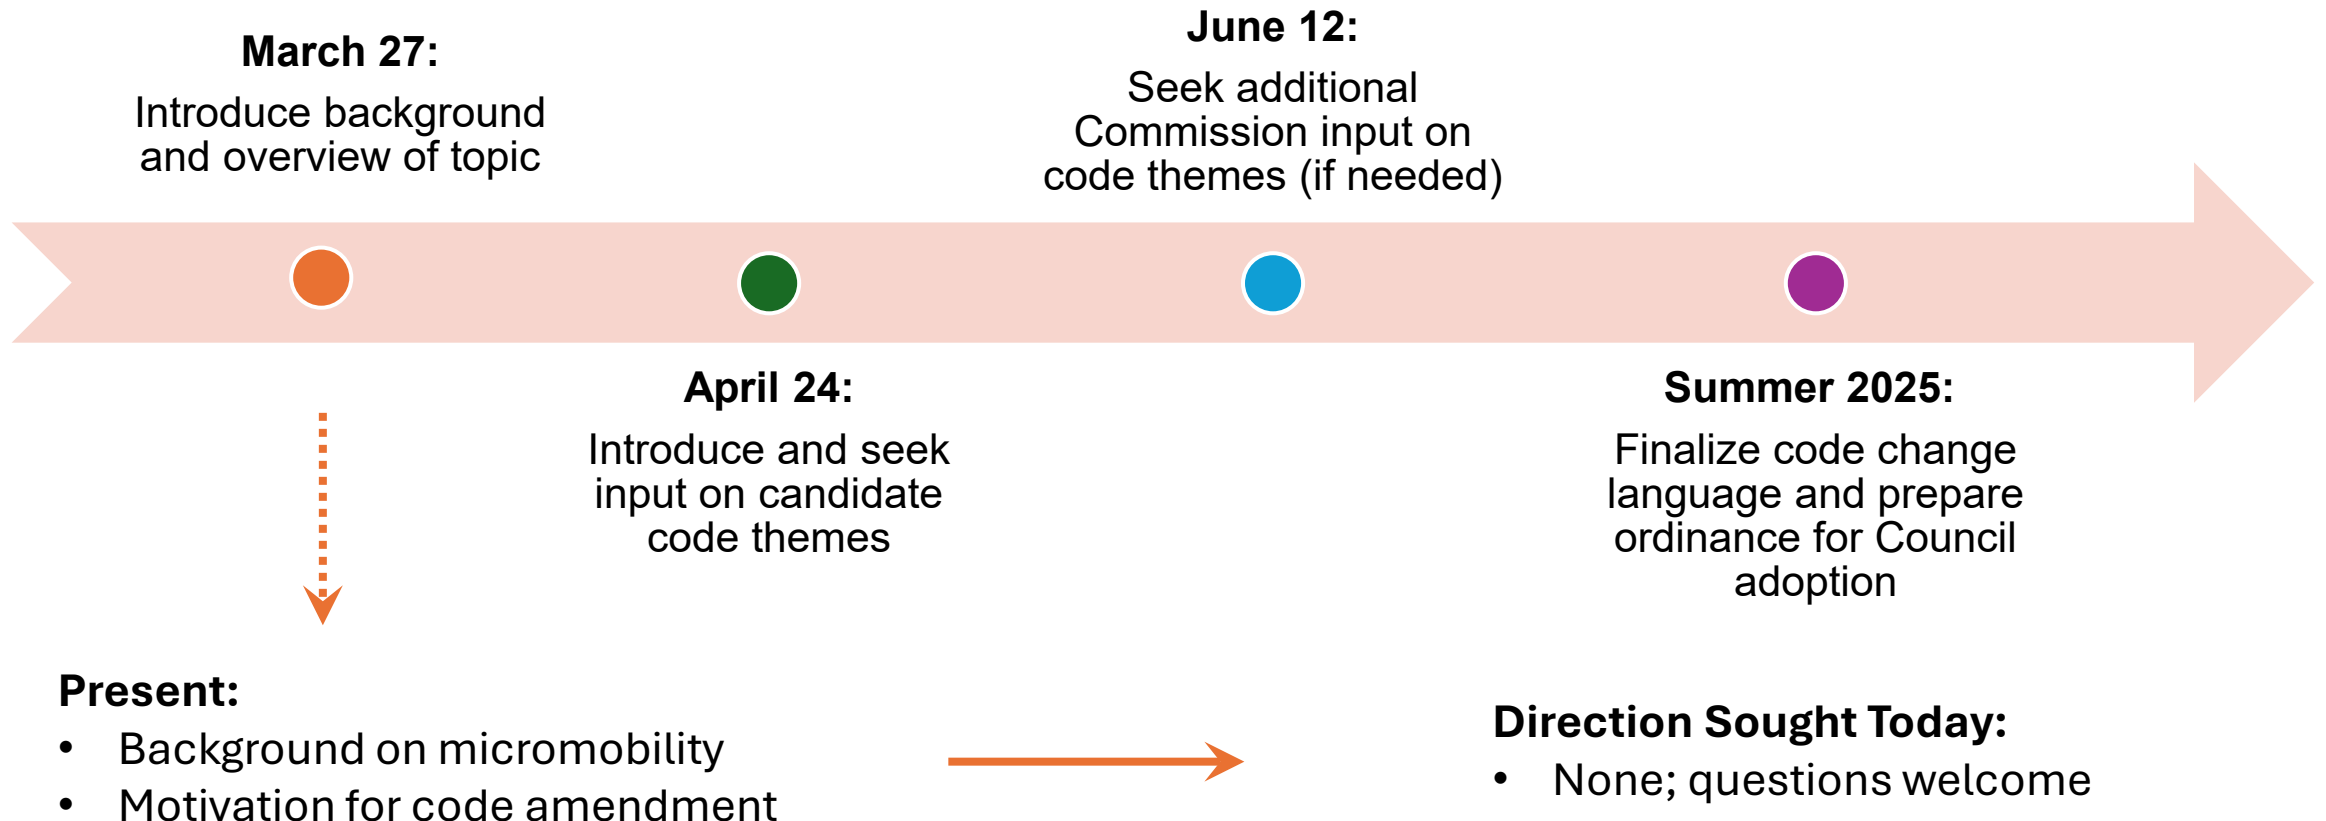 March 27:
Introduce background
and overview of topic
June 12:
Seek additional
Commission input on
code themes (if needed)
April 24:
Introduce and seek
input on candidate
code themes
Summer 2025:
Finalize code change
language and prepare
ordinance for Council
adoption
Present:
• Background on micromobility
• Motivation for code amendment
Direction Sought Today:
• None; questions welcome